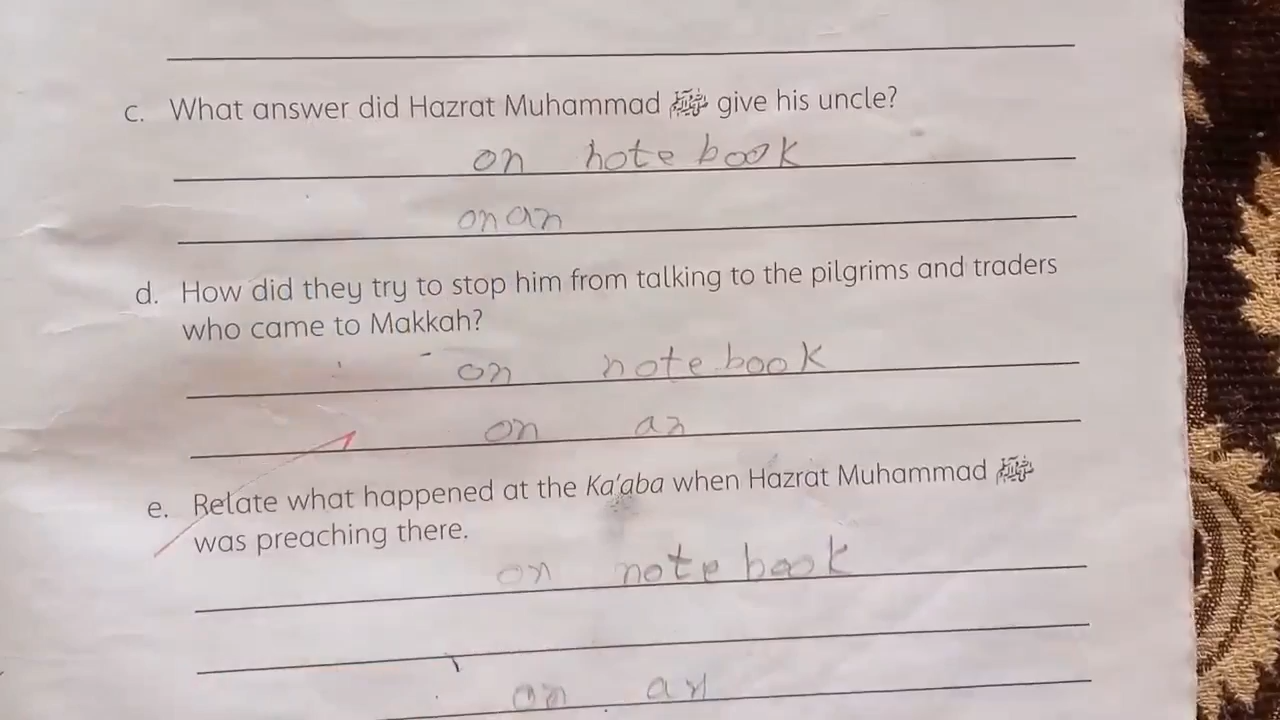 c. What answer did Hazrat Muhammad ﷺ give his uncle?
on note book
on an
d. How did they try to stop him from talking to the pilgrims and traders
who came to Makkah?
on note book
on an
e. Relate what happened at the Ka'aba when Hazrat Muhammad ﷺ
was preaching there.
on note book
on an